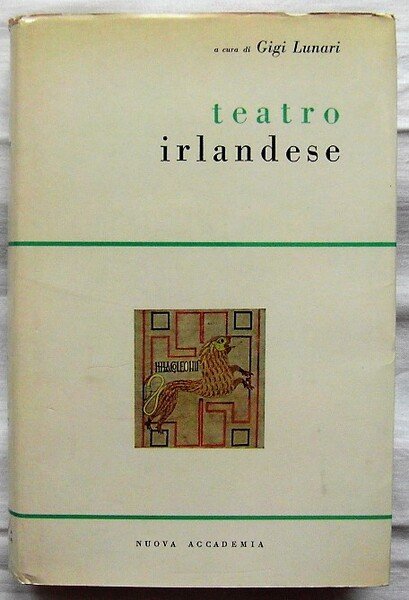 a cura di Gigi Lunari
teatro
irlandese
NUOVA ACCADEMIA